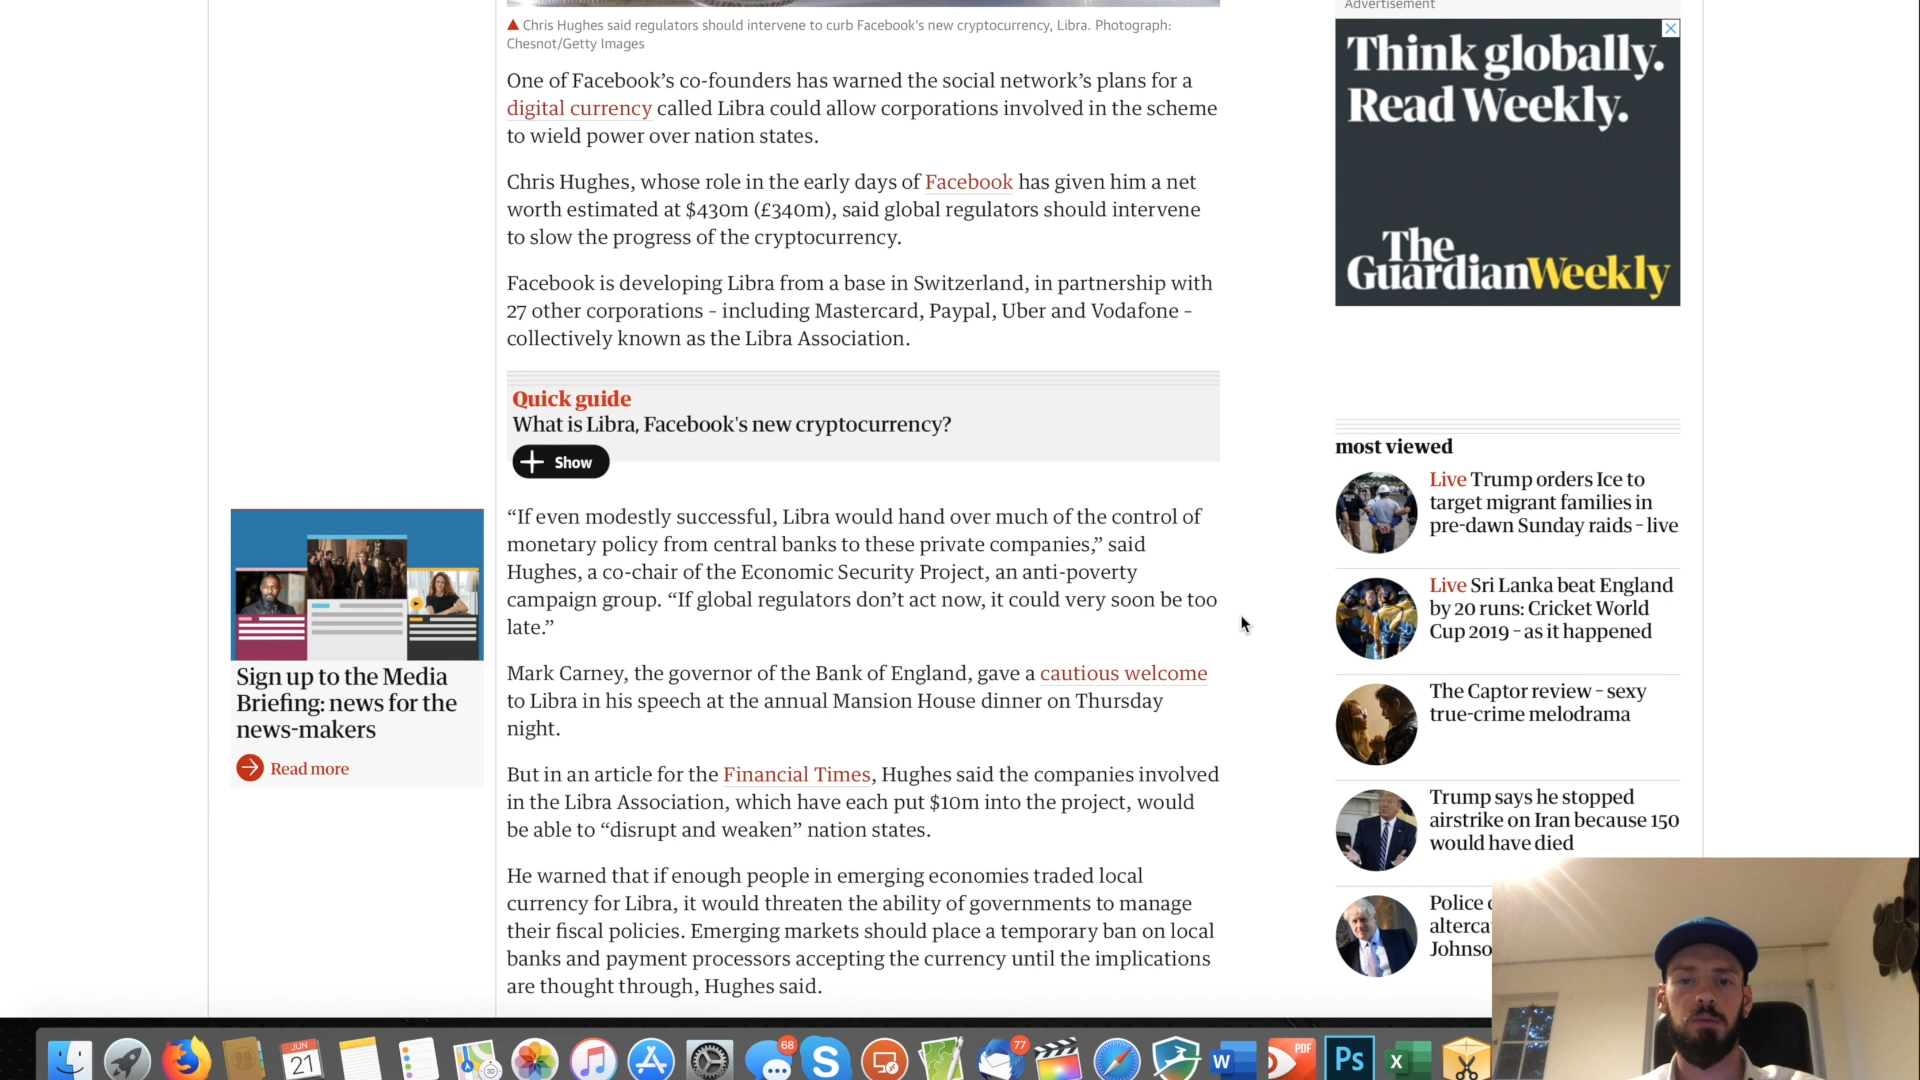 Chris Hughes said regulators should intervene to curb Facebook's new cryptocurrency, Libra. Photograph:
Chesnot/Getty Images
One of Facebook’s co-founders has warned the social network’s plans for a
digital currency called Libra could allow corporations involved in the scheme
to wield power over nation states.
Chris Hughes, whose role in the early days of Facebook has given him a net
worth estimated at $430m (£340m), said global regulators should intervene
to slow the progress of the cryptocurrency.
Facebook is developing Libra from a base in Switzerland, in partnership with
27 other corporations – including Mastercard, Paypal, Uber and Vodafone –
collectively known as the Libra Association.
Quick guide
What is Libra, Facebook's new cryptocurrency?
Show
“If even modestly successful, Libra would hand over much of the control of
monetary policy from central banks to these private companies,” said
Hughes, a co-chair of the Economic Security Project, an anti-poverty
campaign group. “If global regulators don’t act now, it could very soon be too
late.”
Mark Carney, the governor of the Bank of England, gave a cautious welcome
to Libra in his speech at the annual Mansion House dinner on Thursday
night.
But in an article for the Financial Times, Hughes said the companies involved
in the Libra Association, which have each put $10m into the project, would
be able to “disrupt and weaken” nation states.
He warned that if enough people in emerging economies traded local
currency for Libra, it would threaten the ability of governments to manage
their fiscal policies. Emerging markets should place a temporary ban on local
banks and payment processors accepting the currency until the implications
are thought through, Hughes said.
Sign up to the Media
Briefing: news for the
news-makers
Read more
Advertisement
Think globally.
Read Weekly.
The
GuardianWeekly
most viewed
Live Trump orders Ice to
target migrant families in
pre-dawn Sunday raids – live
Live Sri Lanka beat England
by 20 runs: Cricket World
Cup 2019 – as it happened
The Captor review – sexy
true-crime melodrama
Trump says he stopped
airstrike on Iran because 150
would have died
Police
alterca
Johnso
JUN
21
3D
68
S
77
W
PDF
Ps
X